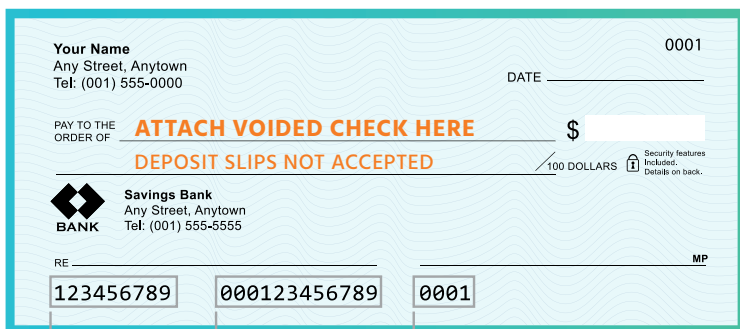 Your Name
0001
Any Street, Anytown
Tel: (001) 555-0000
DATE
PAY TO THE
ORDER OF
ATTACH VOIDED CHECK HERE
$
DEPOSIT SLIPS NOT ACCEPTED
/100 DOLLARS
Security features
Included.
Details on back.
BANK
Savings Bank
Any Street, Anytown
Tel: (001) 555-5555
RE
MP
123456789 000123456789 0001